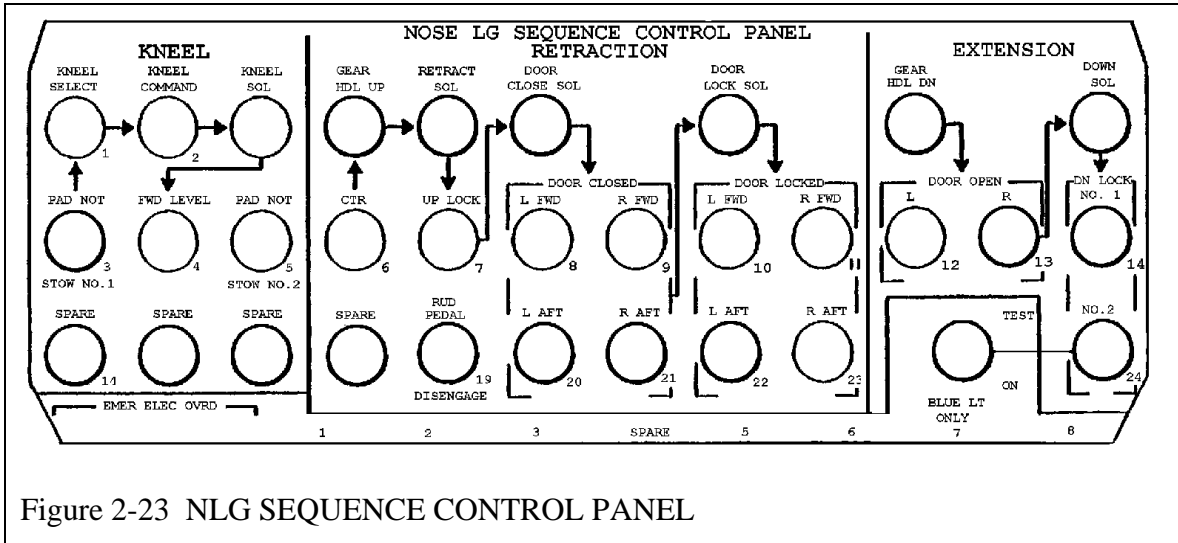 NOSE LG SEQUENCE CONTROL PANEL
KNEEL
RETRACTION
EXTENSION
KNEEL SELECT
1
KNEEL COMMAND
2
KNEEL SOL
PAD NOT
3
STOW NO.1
FWD LEVEL
4
PAD NOT
5
STOW NO.2
SPARE
14
SPARE
SPARE
EMER ELEC OVRD
GEAR HDL UP
RETRACT SOL
DOOR CLOSE SOL
DOOR LOCK SOL
CTR
6
UP LOCK
7
DOOR CLOSED
L FWD
8
R FWD
9
DOOR LOCKED
L FWD
10
R FWD
11
SPARE
RUD PEDAL
19
DISENGAGE
L AFT
20
R AFT
21
L AFT
22
R AFT
23
GEAR HDL DN
DOWN SOL
DOOR OPEN
L
12
R
13
DN LOCK
NO. 1
14
TEST
ON
BLUE LT ONLY
NO.2
24
1 2 3 SPARE 5 6 7 8
Figure 2-23 NLG SEQUENCE CONTROL PANEL